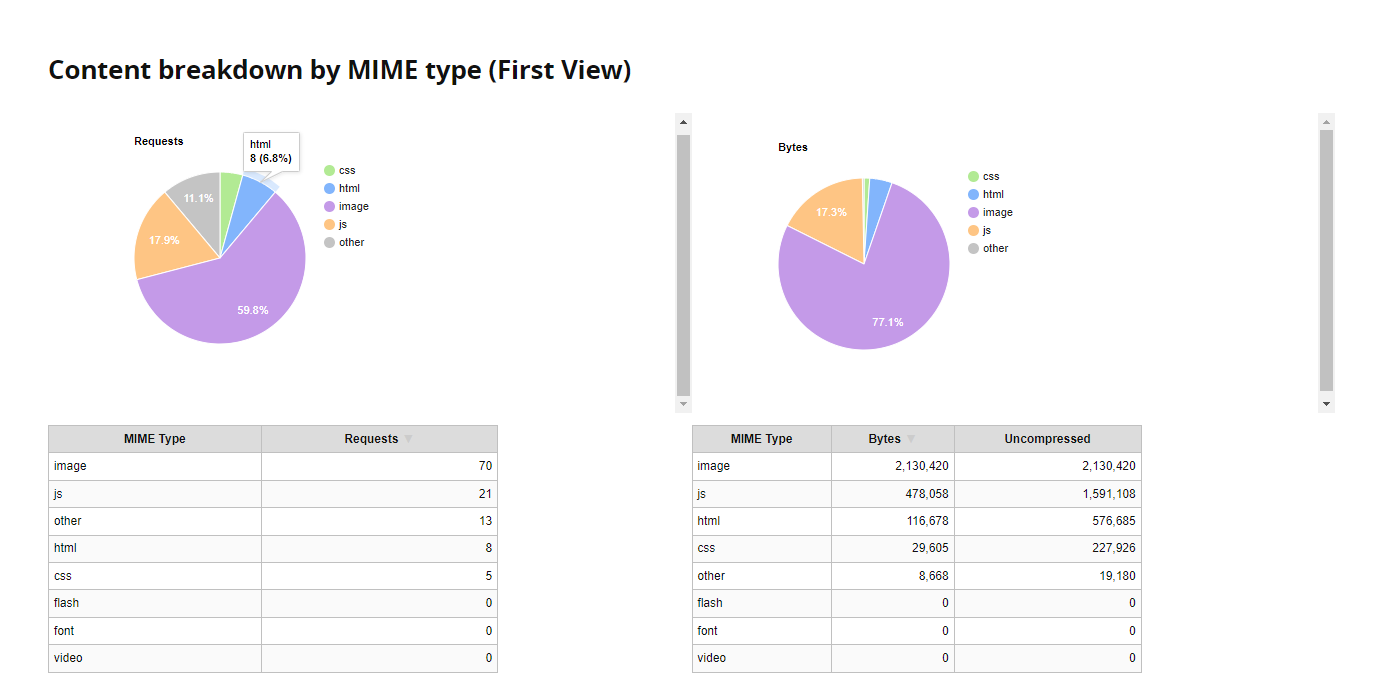 Content breakdown by MIME type (First View)
Requests
html
8 (6.8%)
11.1%
17.9%
59.8%
css
html
image
js
other
Bytes
17.3%
77.1%
css
html
image
js
other
MIME Type Requests ▼
image 70
js 21
other 13
html 8
css 5
flash 0
font 0
video 0
MIME Type Bytes ▼ Uncompressed
image 2,130,420 2,130,420
js 478,058 1,591,108
html 116,678 576,685
css 29,605 227,926
other 8,668 19,180
flash 0 0
font 0 0
video 0 0